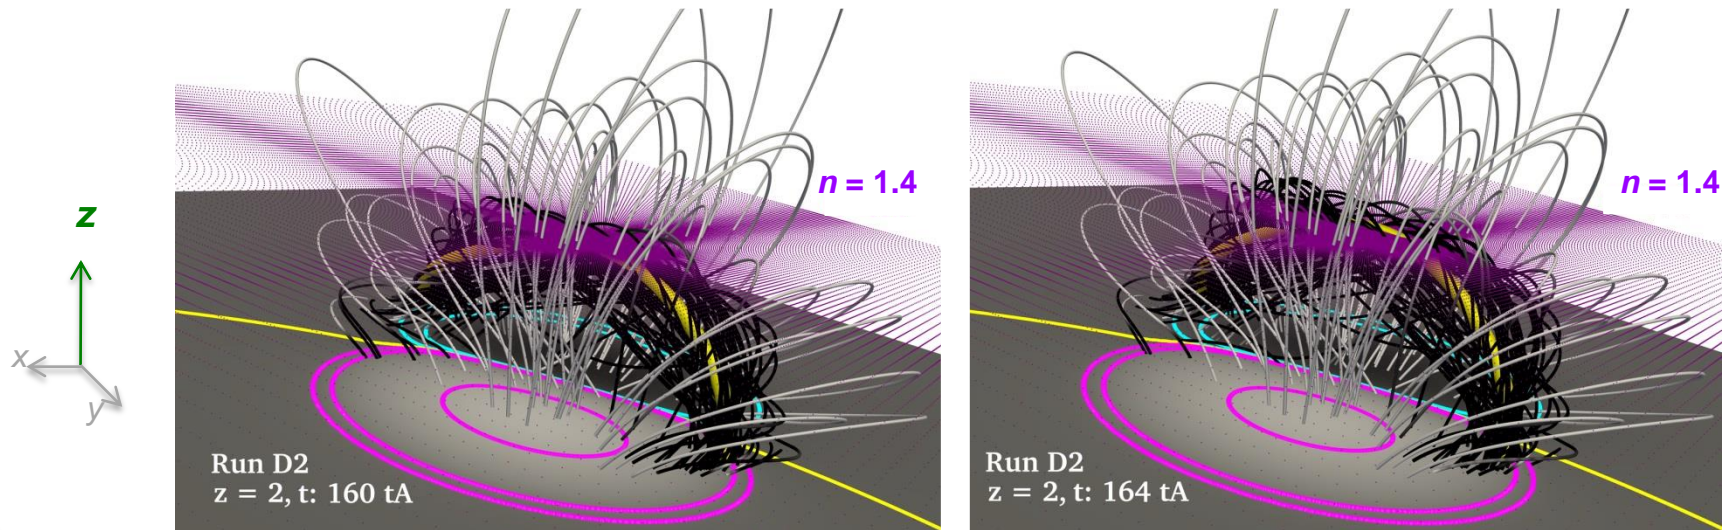 z
x
y
n = 1.4
Run D2
z = 2, t: 160 tA
n = 1.4
Run D2
z = 2, t: 164 tA